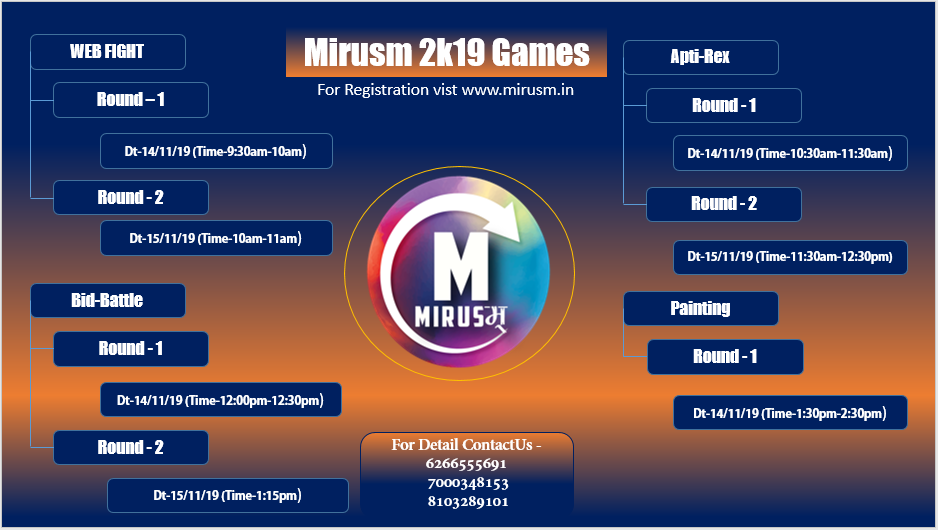 Mirusm 2k19 Games
For Registration vist www.mirusm.in
WEB FIGHT
Round – 1
Dt-14/11/19 (Time-9:30am-10am)
Round - 2
Dt-15/11/19 (Time-10am-11am)
Bid-Battle
Round - 1
Dt-14/11/19 (Time-12:00pm-12:30pm)
Round - 2
Dt-15/11/19 (Time-1:15pm)
M
MIRUSम्
For Detail ContactUs -
6266555691
7000348153
8103289101
Apti-Rex
Round - 1
Dt-14/11/19 (Time-10:30am-11:30am)
Round - 2
Dt-15/11/19 (Time-11:30am-12:30pm)
Painting
Round - 1
Dt-14/11/19 (Time-1:30pm-2:30pm)